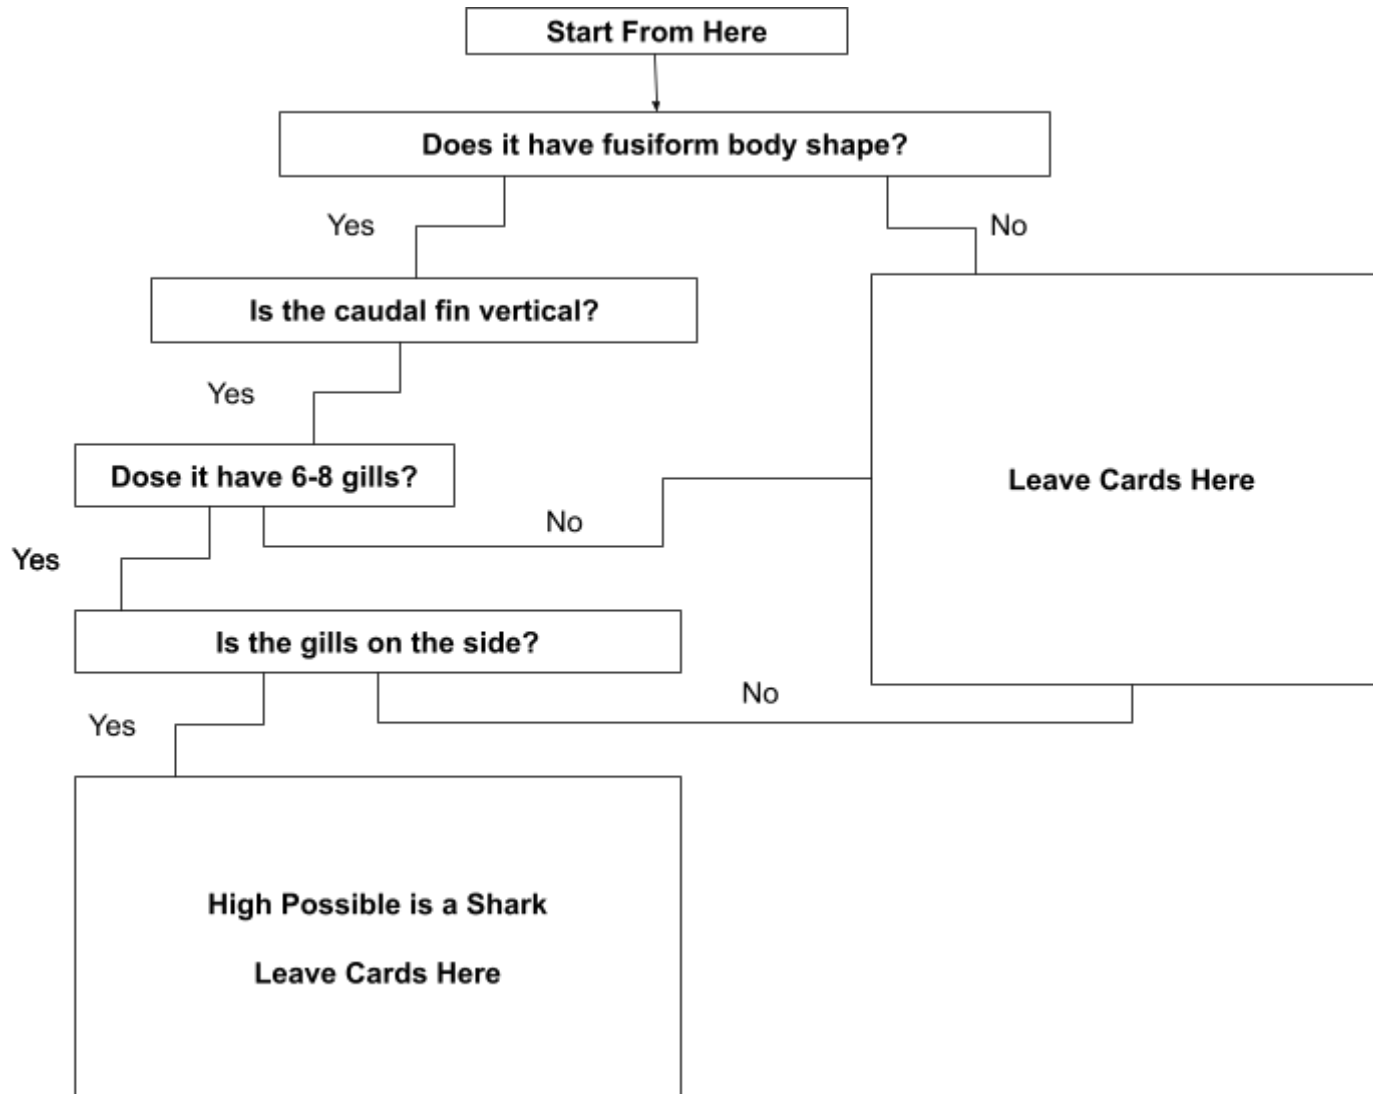 Start From Here
Does it have fusiform body shape?
Yes
No
Is the caudal fin vertical?
Yes
Dose it have 6-8 gills?
Leave Cards Here
No
Yes
Is the gills on the side?
No
Yes
High Possible is a Shark
Leave Cards Here